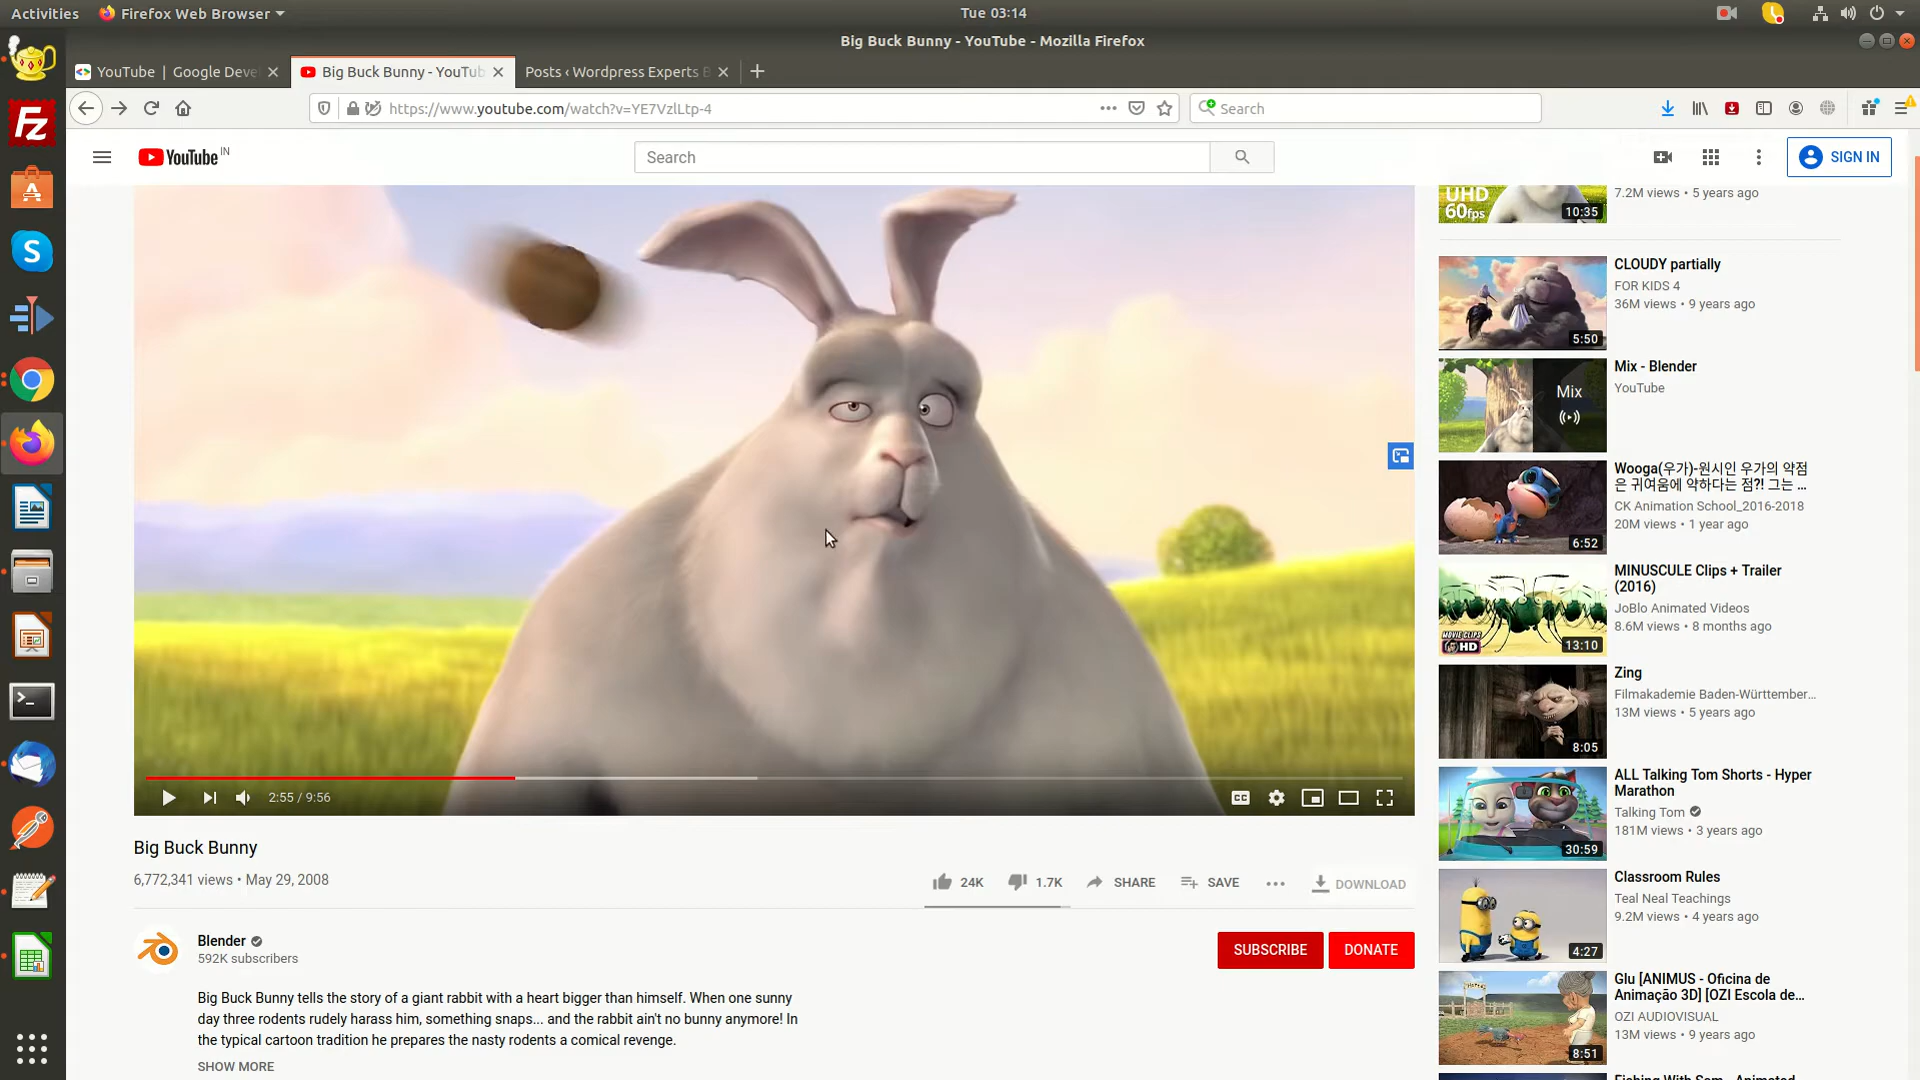 Activities
Firefox Web Browser
Tue 03:14
Big Buck Bunny - YouTube - Mozilla Firefox
YouTube | Google Deve
Big Buck Bunny - YouTub
Posts ‹ Wordpress Experts B
https://www.youtube.com/watch?v=YE7VzlLtp-4
Search
YouTube IN
Search
SIGN IN
UHD
60fps
10:35
7.2M views • 5 years ago
CLOUDY partially
FOR KIDS 4
36M views • 9 years ago
5:50
Mix - Blender
YouTube
Mix
Wooga(우가)-원시인 우가의 약점
은 귀여움에 약하다는 점?! 그는 ...
CK Animation School_2016-2018
20M views • 1 year ago
6:52
MINUSCULE Clips + Trailer
(2016)
JoBlo Animated Videos
8.6M views • 8 months ago
MOVIE CLIPS
HD
13:10
Zing
Filmakademie Baden-Württember...
13M views • 5 years ago
8:05
ALL Talking Tom Shorts - Hyper
Marathon
Talking Tom
181M views • 3 years ago
30:59
Classroom Rules
Teal Neal Teachings
9.2M views • 4 years ago
4:27
Glu [ANIMUS - Oficina de
Animação 3D] [OZI Escola de...
OZI AUDIOVISUAL
13M views • 9 years ago
8:51
2:55 / 9:56
CC
Big Buck Bunny
6,772,341 views • May 29, 2008
24K
1.7K
SHARE
SAVE
DOWNLOAD
Blender
592K subscribers
SUBSCRIBE
DONATE
Big Buck Bunny tells the story of a giant rabbit with a heart bigger than himself. When one sunny
day three rodents rudely harass him, something snaps... and the rabbit ain't no bunny anymore! In
the typical cartoon tradition he prepares the nasty rodents a comical revenge.
SHOW MORE